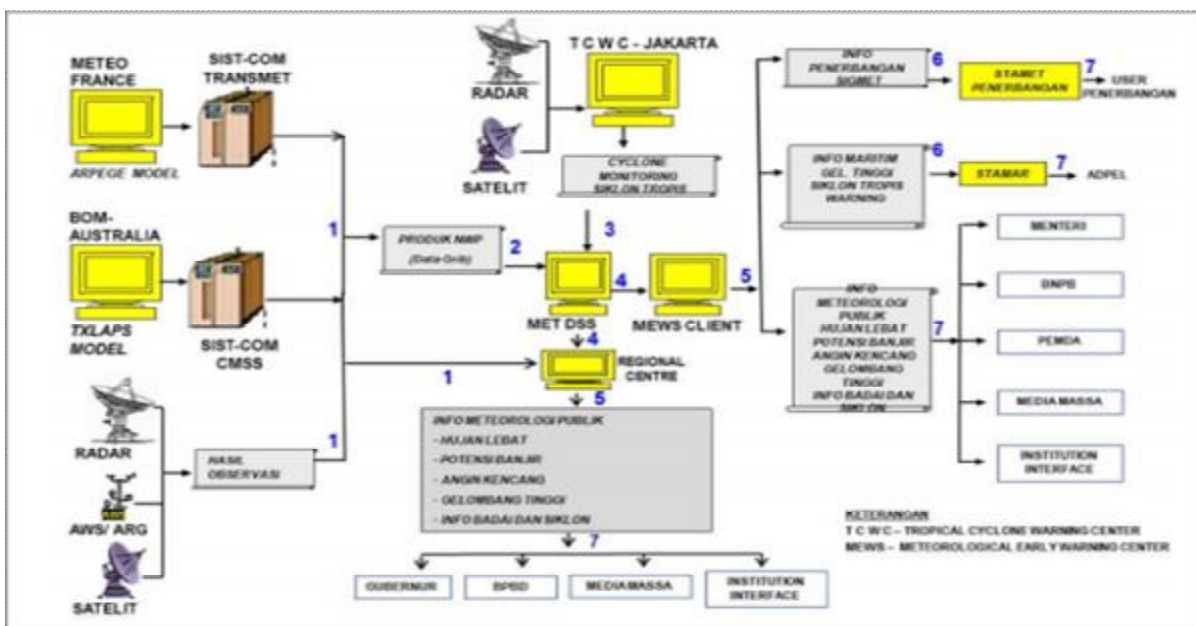 METEO
FRANCE
ARPEGE MODEL
SIST-COM
TRANSMET
BOM-
AUSTRALIA
TXLAPS
MODEL
SIST-COM
CMSS
RADAR
AWS/ ARG
SATELIT
HASIL
OBSERVASI
1
1
1
PRODUK NWP
(Data Grib)
2
RADAR
SATELIT
T C W C - JAKARTA
CYCLONE
MONITORING
SIKLON TROPIS
3
MET DSS
4
MEWS CLIENT
4
REGIONAL
CENTRE
5
INFO METEOROLOGI PUBLIK
- HUJAN LEBAT
- POTENSI BANJIR
- ANGIN KENCANG
- GELOMBANG TINGGI
- INFO BADAI DAN SIKLON
7
GUBERNUR
BPBD
MEDIA MASSA
INSTITUTION
INTERFACE
5
INFO
PENERBANGAN
SIGMET
6
STAMET
PENERBANGAN
7
USER
PENERBANGAN
INFO MARITIM
GEL. TINGGI
SIKLON TROPIS
WARNING
6
STAMAR
7
ADPEL
INFO
METEOROLOGI
PUBLIK
HUJAN LEBAT
POTENSI BANJIR
ANGIN KENCANG
GELOMBANG
TINGGI
INFO BADAI DAN
SIKLON
7
MENTERI
BNPB
PEMDA
MEDIA MASSA
INSTITUTION
INTERFACE
KETERANGAN
T C W C – TROPICAL CYCLONE WARNING CENTER
MEWS – METEOROLOGICAL EARLY WARNING CENTER